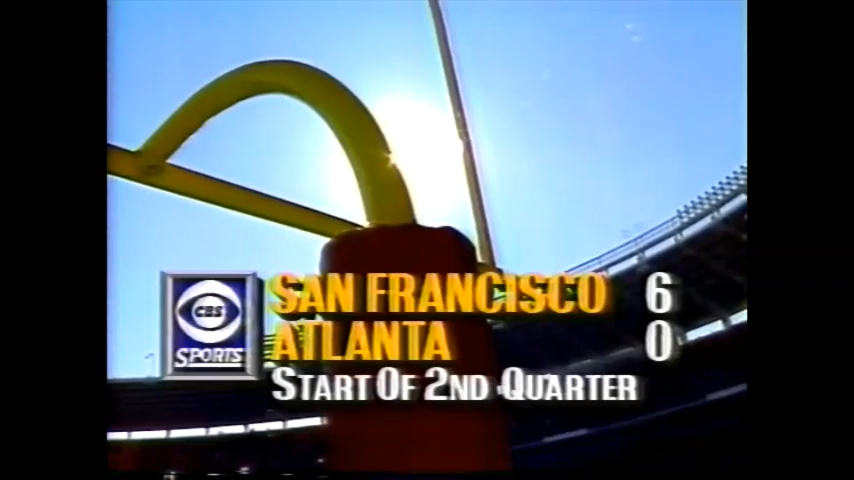 CBS
SPORTS
SAN FRANCISCO 6
ATLANTA 0
START OF 2ND QUARTER